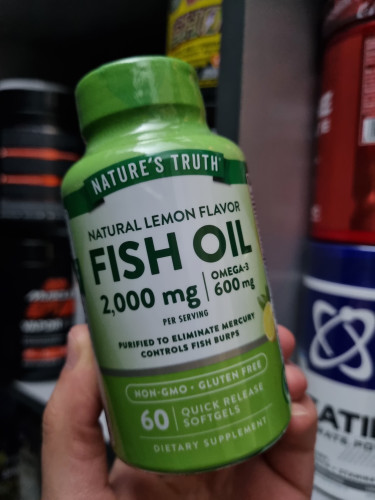 NATURE'S TRUTH
NATURAL LEMON FLAVOR
FISH OIL
2,000 mg
OMEGA-3
600 mg
PER SERVING
PURIFIED TO ELIMINATE MERCURY
CONTROLS FISH BURPS
NON-GMO • GLUTEN FREE
60
QUICK RELEASE
SOFTGELS
DIETARY SUPPLEMENT